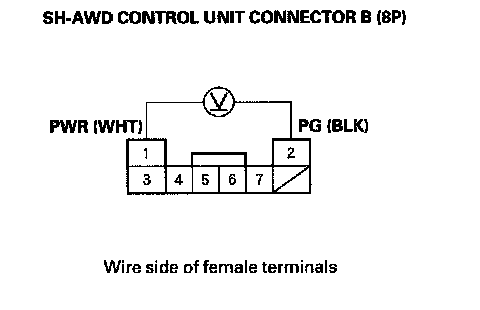 SH-AWD CONTROL UNIT CONNECTOR B (8P)
V
PWR (WHT)
PG (BLK)
1 2
3 4 5 6 7
Wire side of female terminals